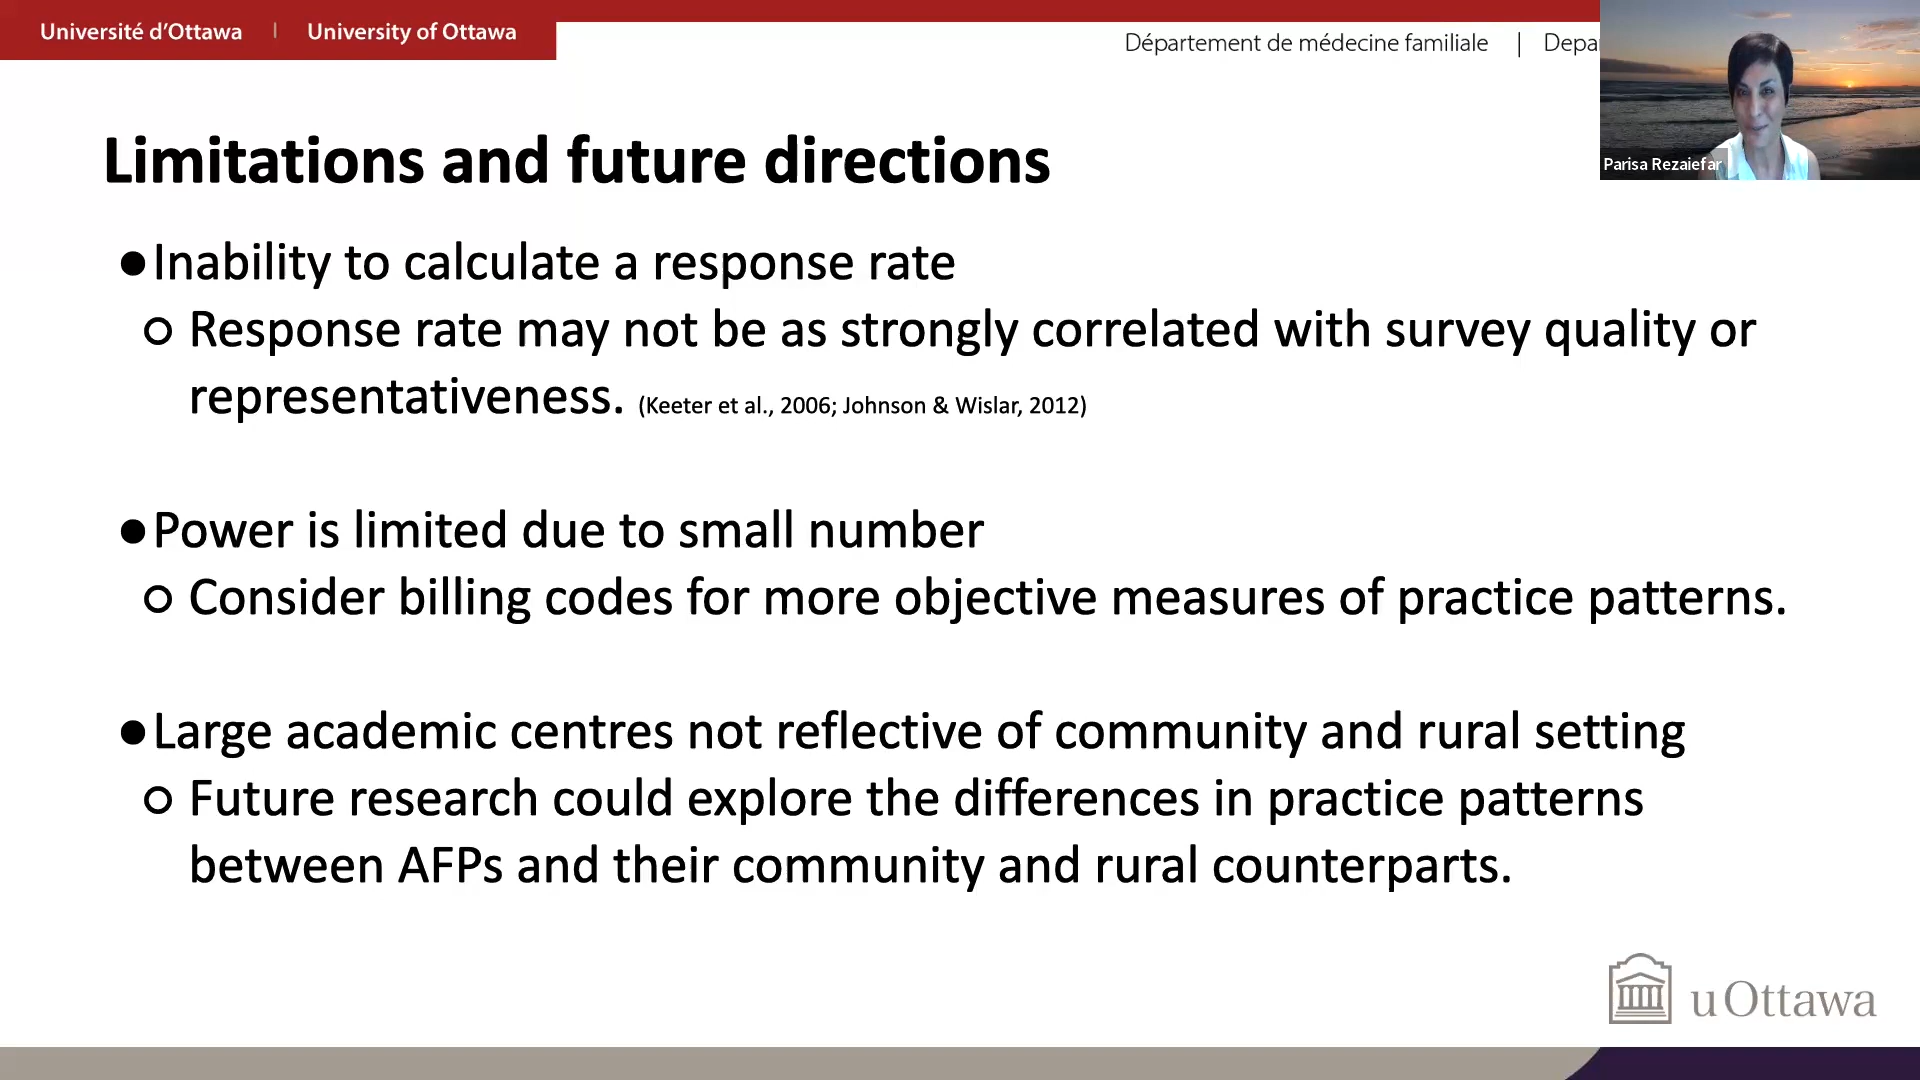 Université d'Ottawa | University of Ottawa
Département de médecine familiale | Depa
Parisa Rezaiefar
Limitations and future directions
●Inability to calculate a response rate
○ Response rate may not be as strongly correlated with survey quality or
representativeness. (Keeter et al., 2006; Johnson & Wislar, 2012)
●Power is limited due to small number
○ Consider billing codes for more objective measures of practice patterns.
●Large academic centres not reflective of community and rural setting
○ Future research could explore the differences in practice patterns
between AFPs and their community and rural counterparts.
uOttawa